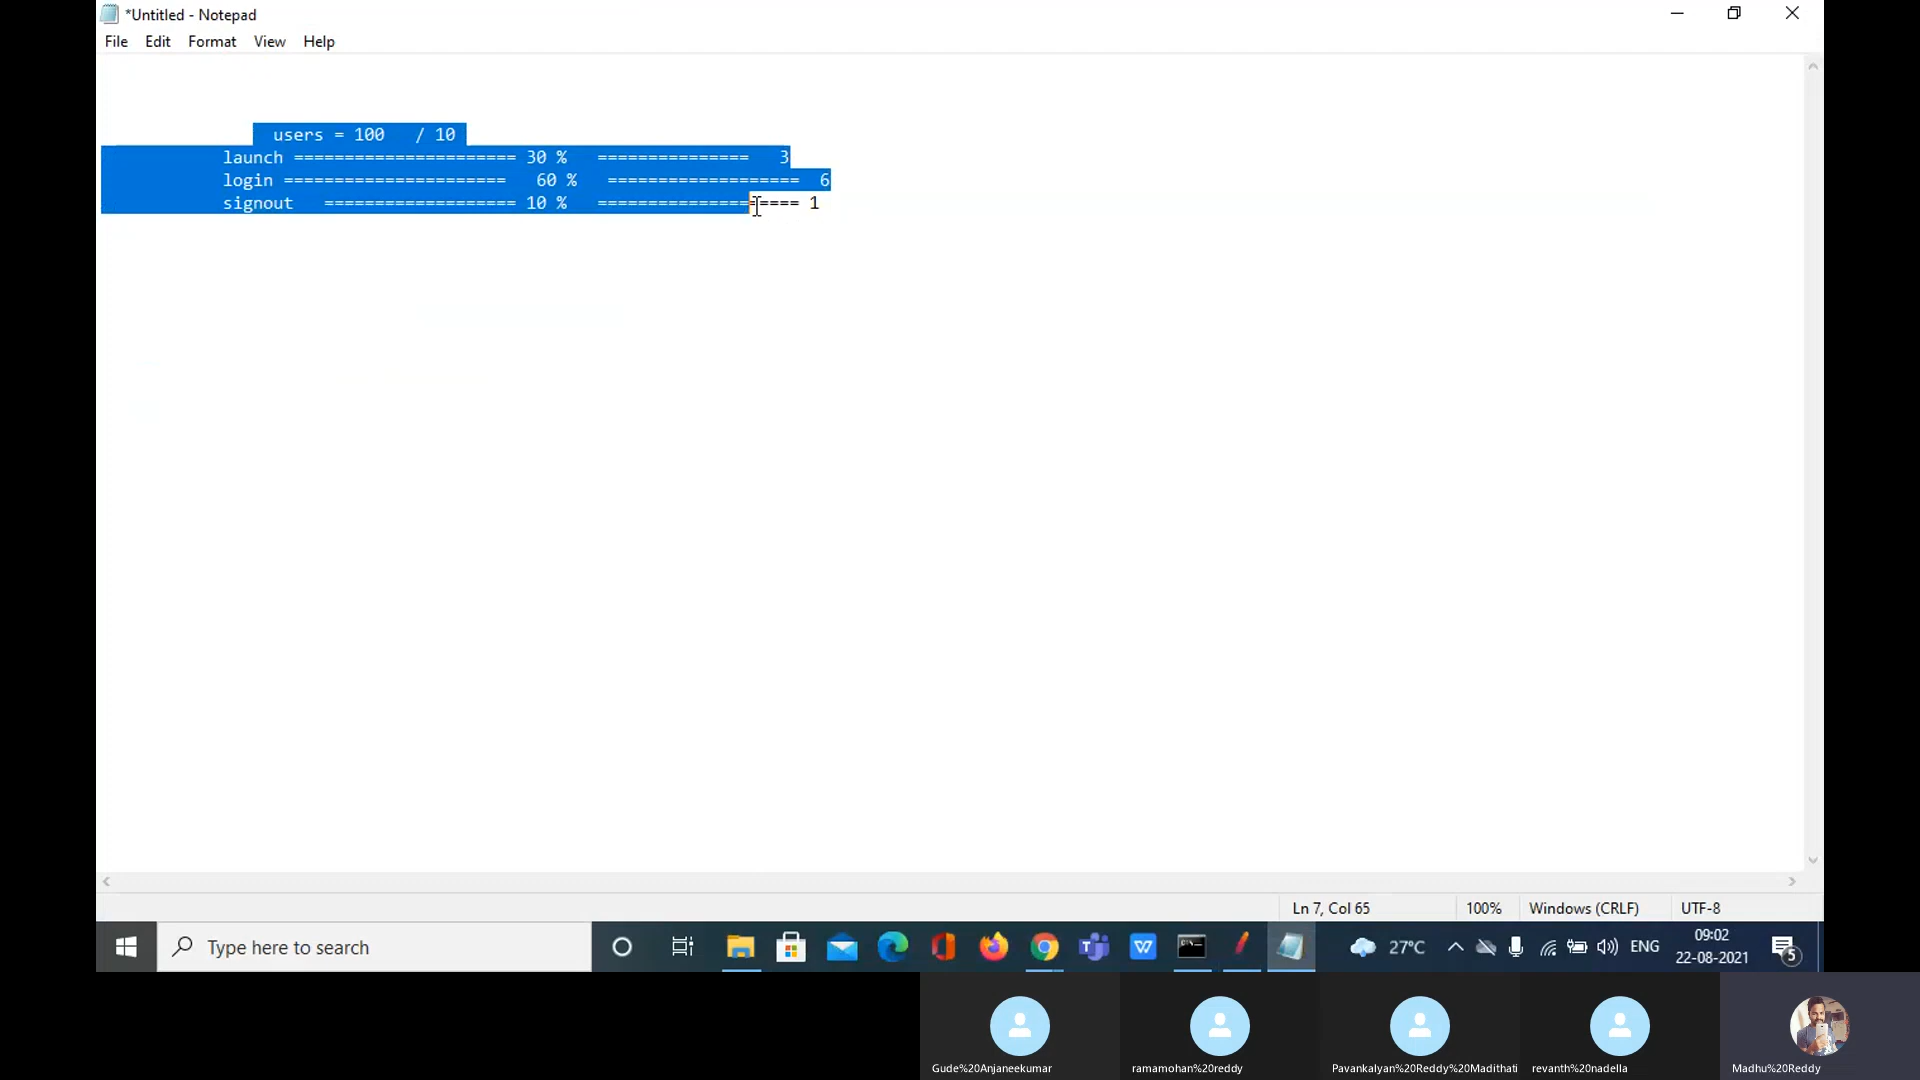 *Untitled - Notepad
File Edit Format View Help
users = 100 / 10
launch ====================== 30 % =============== 3
login ====================== 60 % =================== 6
signout =================== 10 % ==================== 1
Ln 7, Col 65 100% Windows (CRLF) UTF-8
Type here to search
27°C ENG 09:02
22-08-2021
5
Gude%20Anjaneekumar ramamohan%20reddy Pavankalyan%20Reddy%20Madithati revanth%20nadella Madhu%20Reddy